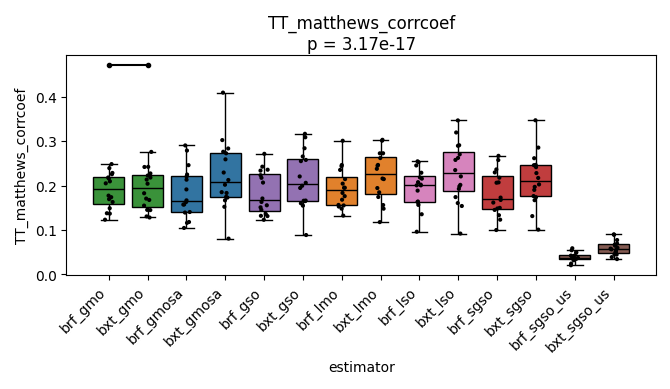 TT_matthews_corrcoef
p = 3.17e-17
TT_matthews_corrcoef
0.4
0.3
0.2
0.1
0.0
brf_gmo
bxt_gmo
brf_gmosa
bxt_gmosa
brf_gso
bxt_gso
brf_lmo
bxt_lmo
brf_lso
bxt_lso
brf_sgso
bxt_sgso
brf_sgso_us
bxt_sgso_us
estimator